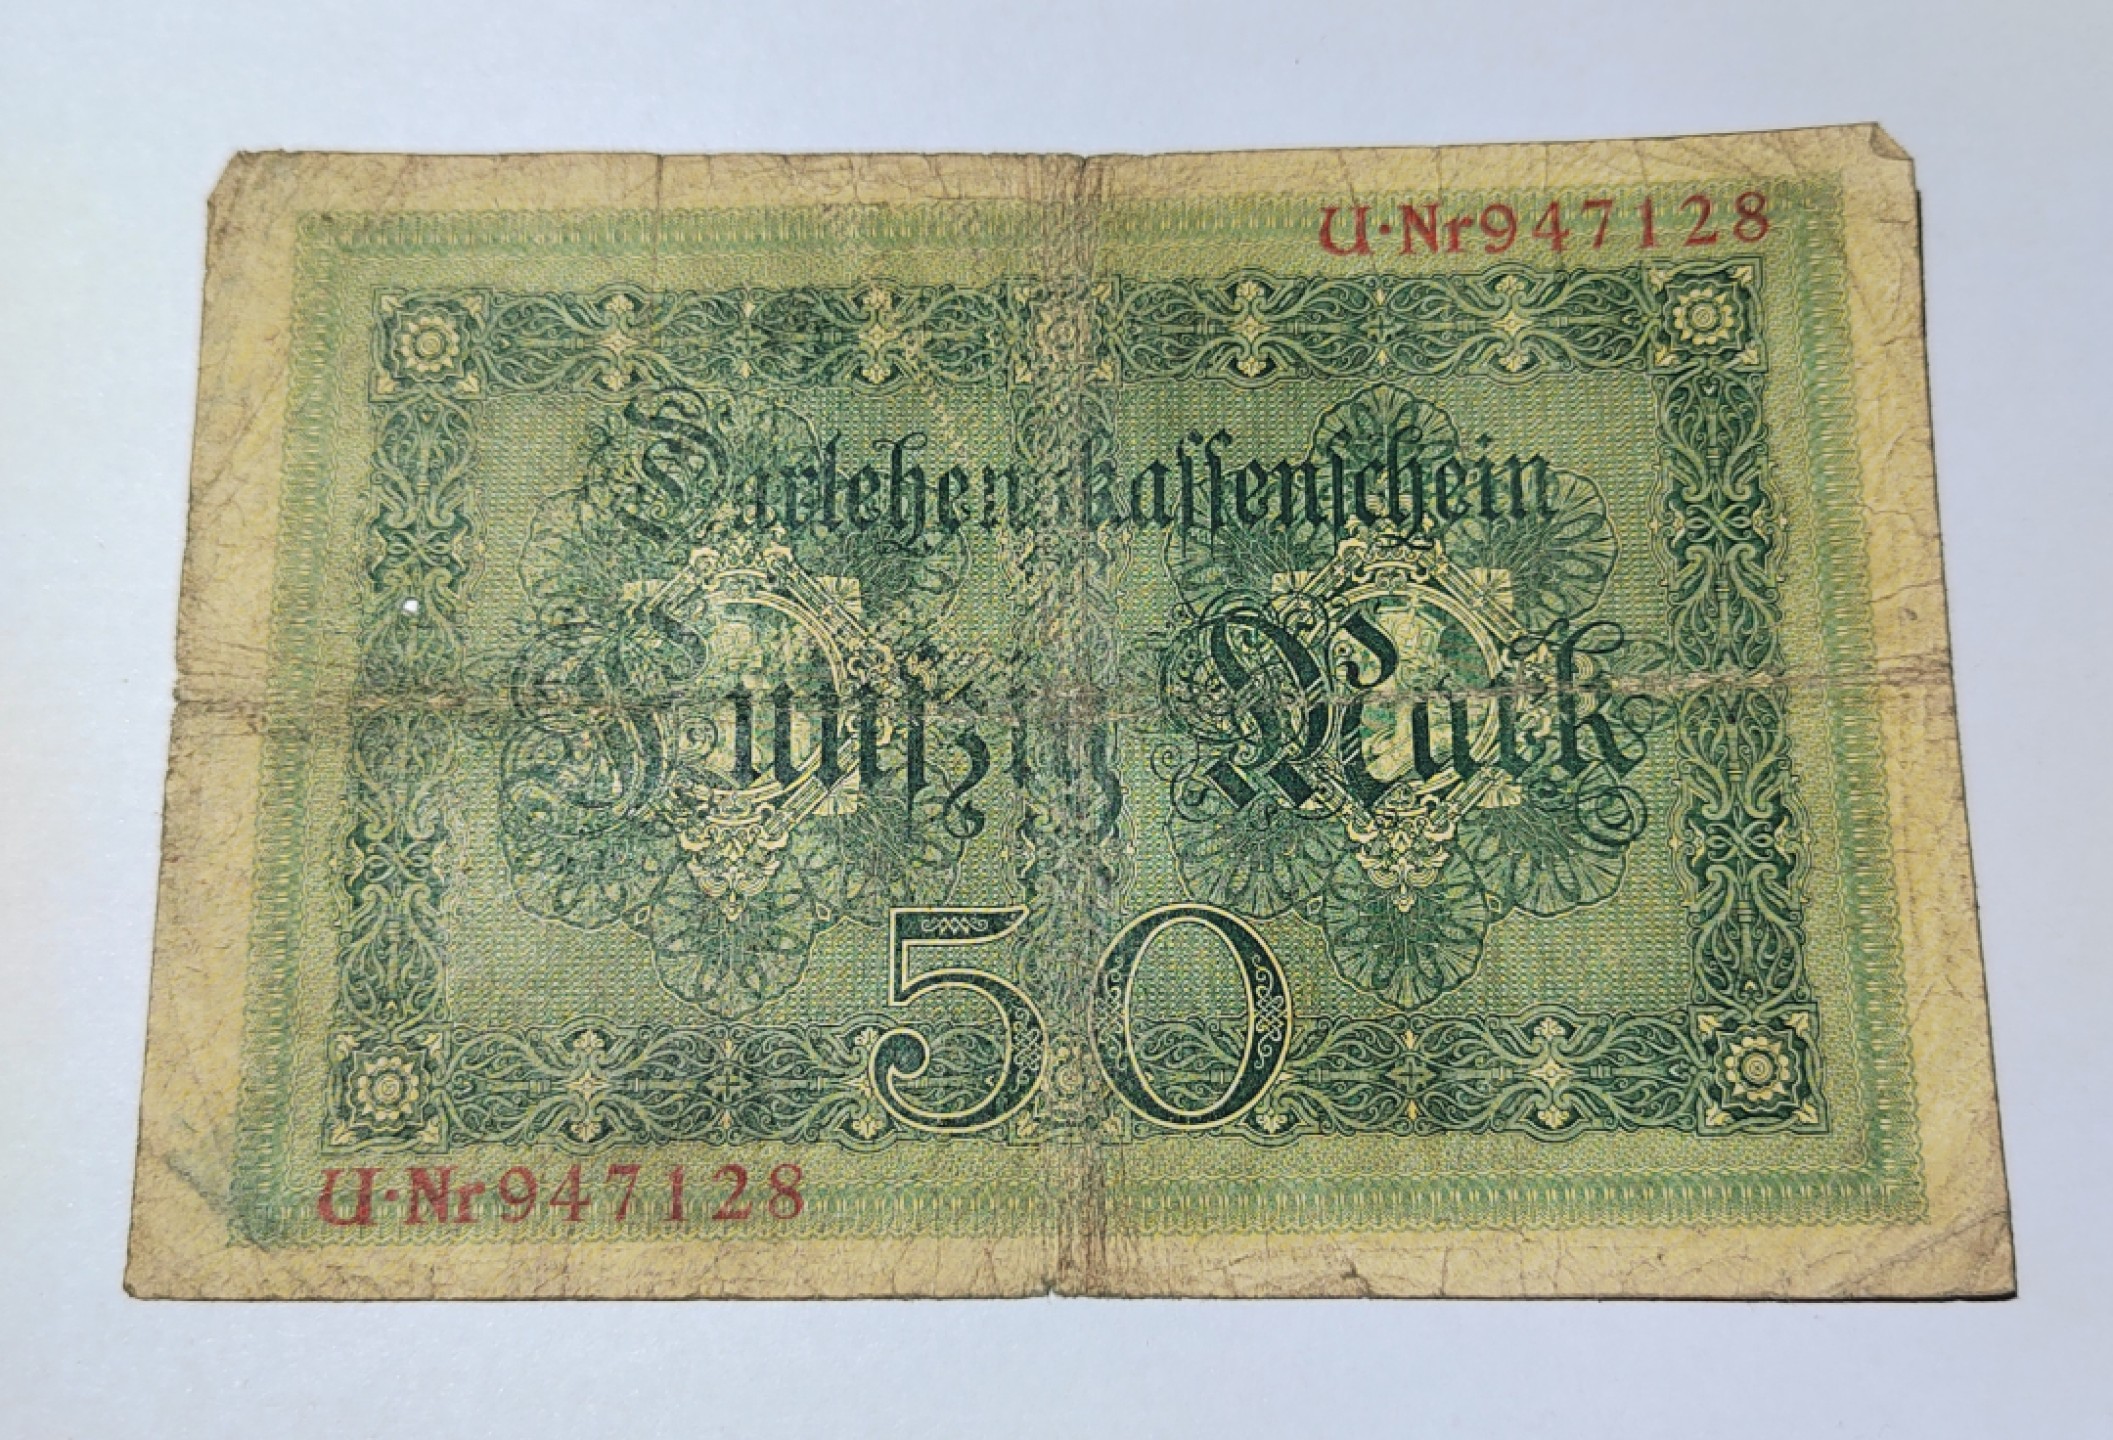 U·Nr947128
Darlehenskassenschein
Fünfzig Mark
50
U·Nr947128